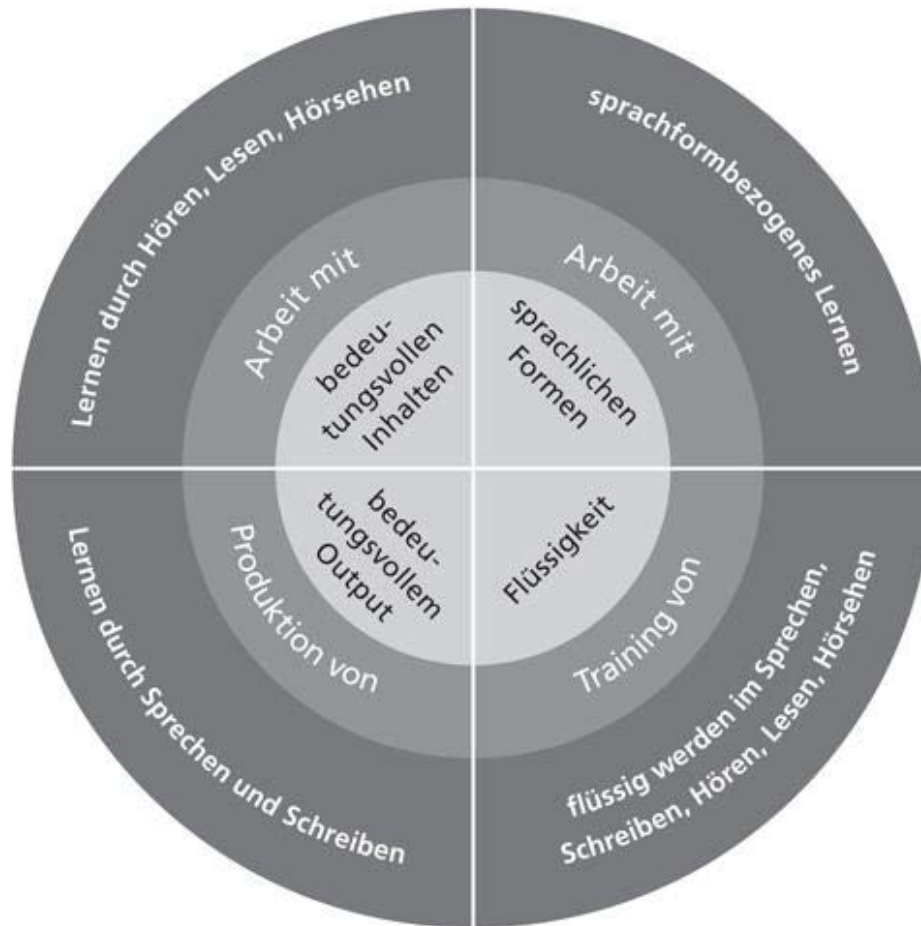 Lernen durch Hören, Lesen, Hörsehen
Arbeit mit
bedeu-
tungsvollen
Inhalten
sprachformbezogenes Lernen
Arbeit mit
sprachlichen
Formen
Lernen durch Sprechen und Schreiben
Produktion von
bedeu-
tungsvollem
Output
flüssig werden im Sprechen,
Schreiben, Hören, Lesen, Hörsehen
Training von
Flüssigkeit